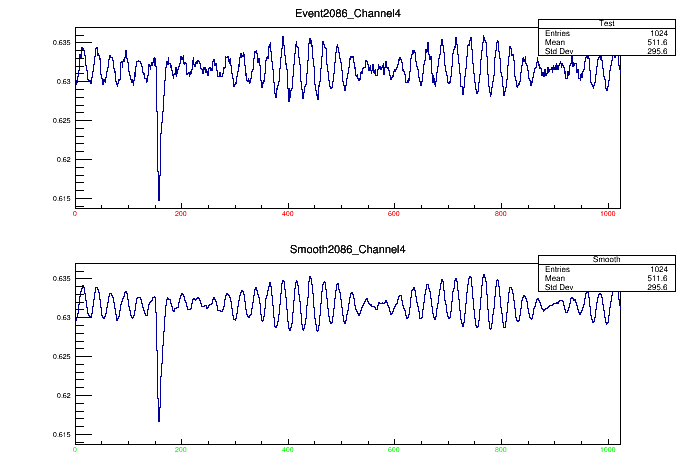 Event2086_Channel4
Test
Entries 1024
Mean 511.6
Std Dev 295.6
0.635
0.63
0.625
0.62
0.615
0 200 400 600 800 1000
Smooth2086_Channel4
Smooth
Entries 1024
Mean 511.6
Std Dev 295.6
0.635
0.63
0.625
0.62
0.615
0 200 400 600 800 1000